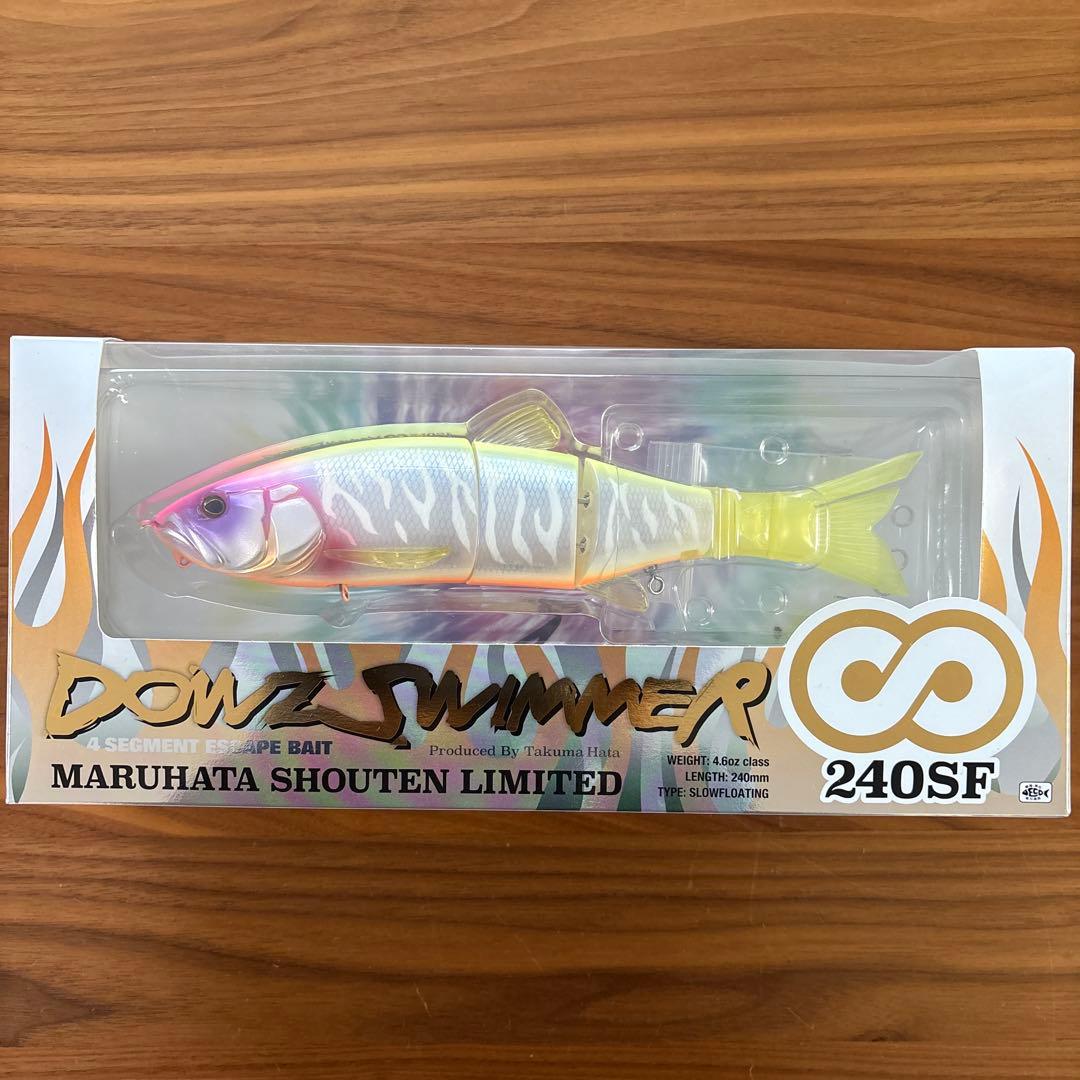 DOWZ SWIMMER
4 SEGMENT ESCAPE BAIT
Produced By Takuma Hata
MARUHATA SHOUTEN LIMITED
WEIGHT: 4.6oz class
LENGTH: 240mm
TYPE: SLOWFLOATING
240SF